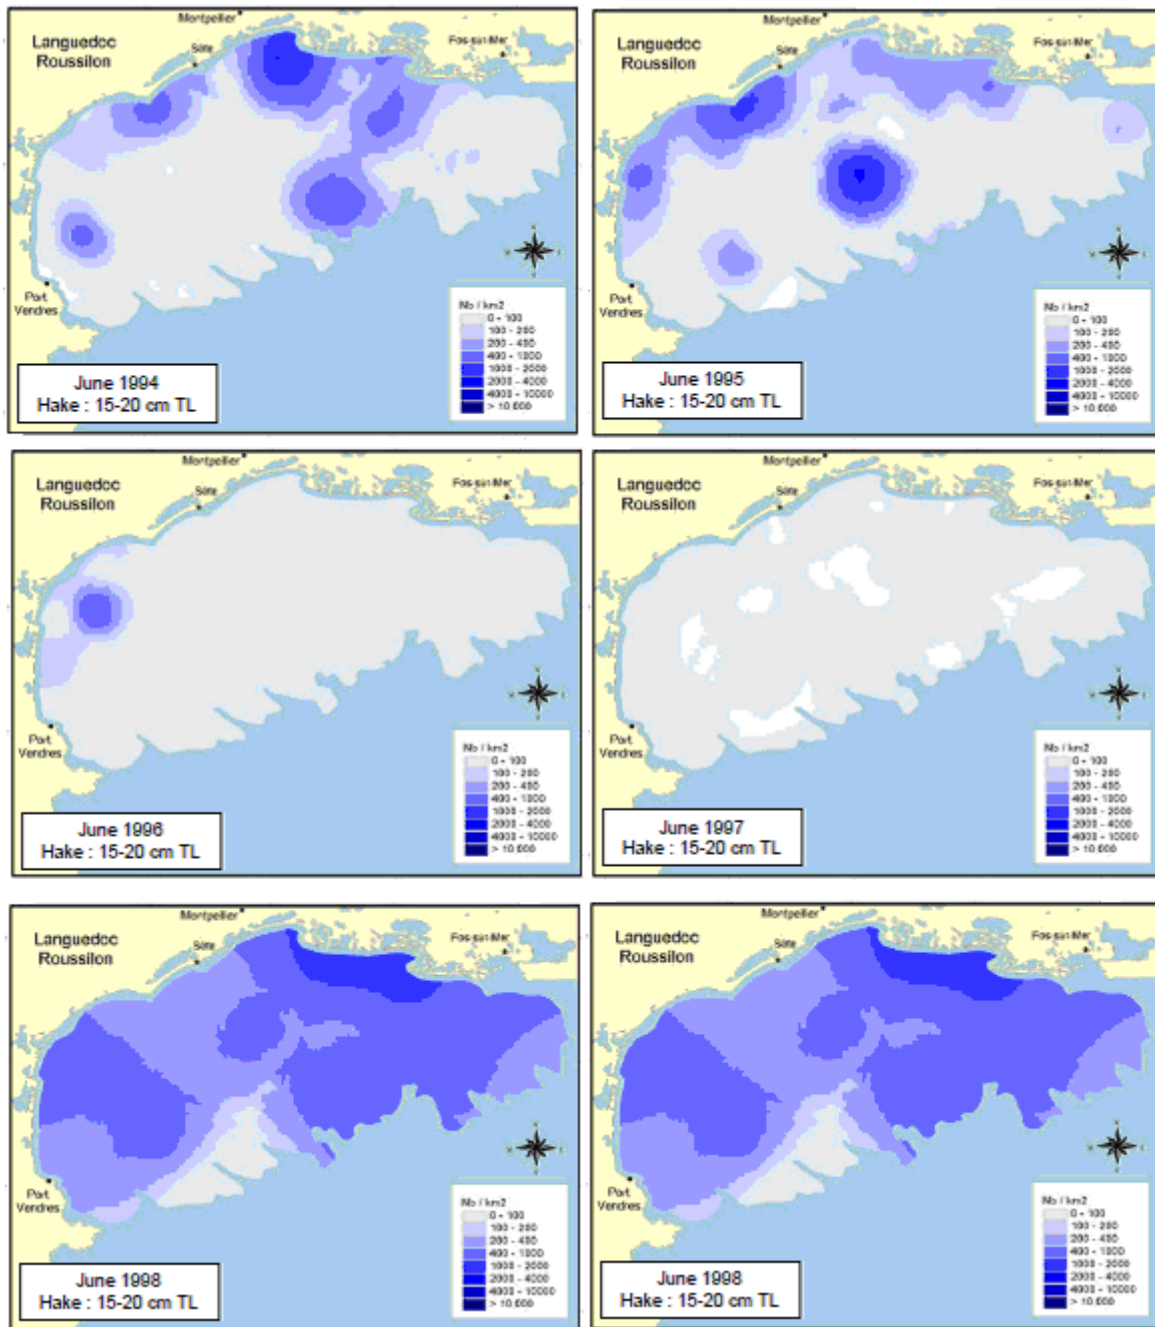 Montpellier
Languedcc
Roussilon
Sète
Fos-sur-Mer
Port
Vendres
Nb / km2
0 - 100
100 - 200
200 - 400
400 - 1000
1000 - 2000
2000 - 4000
4000 - 10000
> 10 000
June 1994
Hake : 15-20 cm TL
Montpellier
Languedcc
Roussilon
Sète
Fos-sur-Mer
Port
Vendres
Nb / km2
0 - 100
100 - 200
200 - 400
400 - 1000
1000 - 2000
2000 - 4000
4000 - 10000
> 10 000
June 1995
Hake : 15-20 cm TL
Montpellier
Languedcc
Roussilon
Sète
Fos-sur-Mer
Port
Vendres
Nb / km2
0 - 100
100 - 200
200 - 400
400 - 1000
1000 - 2000
2000 - 4000
4000 - 10000
> 10 000
June 1996
Hake : 15-20 cm TL
Montpellier
Languedcc
Roussilon
Sète
Fos-sur-Mer
Port
Vendres
Nb / km2
0 - 100
100 - 200
200 - 400
400 - 1000
1000 - 2000
2000 - 4000
4000 - 10000
> 10 000
June 1997
Hake : 15-20 cm TL
Montpellier
Languedcc
Roussilon
Sète
Fos-sur-Mer
Port
Vendres
Nb / km2
0 - 100
100 - 200
200 - 400
400 - 1000
1000 - 2000
2000 - 4000
4000 - 10000
> 10 000
June 1998
Hake : 15-20 cm TL
Montpellier
Languedcc
Roussilon
Sète
Fos-sur-Mer
Port
Vendres
Nb / km2
0 - 100
100 - 200
200 - 400
400 - 1000
1000 - 2000
2000 - 4000
4000 - 10000
> 10 000
June 1998
Hake : 15-20 cm TL